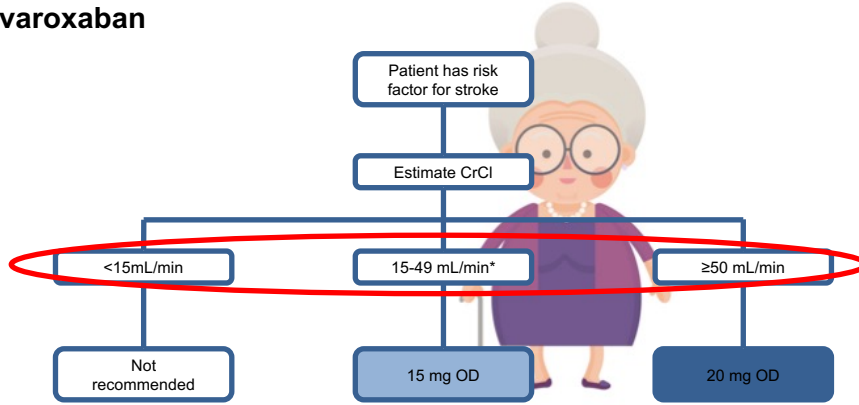 varoxaban
Patient has risk
factor for stroke
Estimate CrCl
<15mL/min
15-49 mL/min*
≥50 mL/min
Not
recommended
15 mg OD
20 mg OD